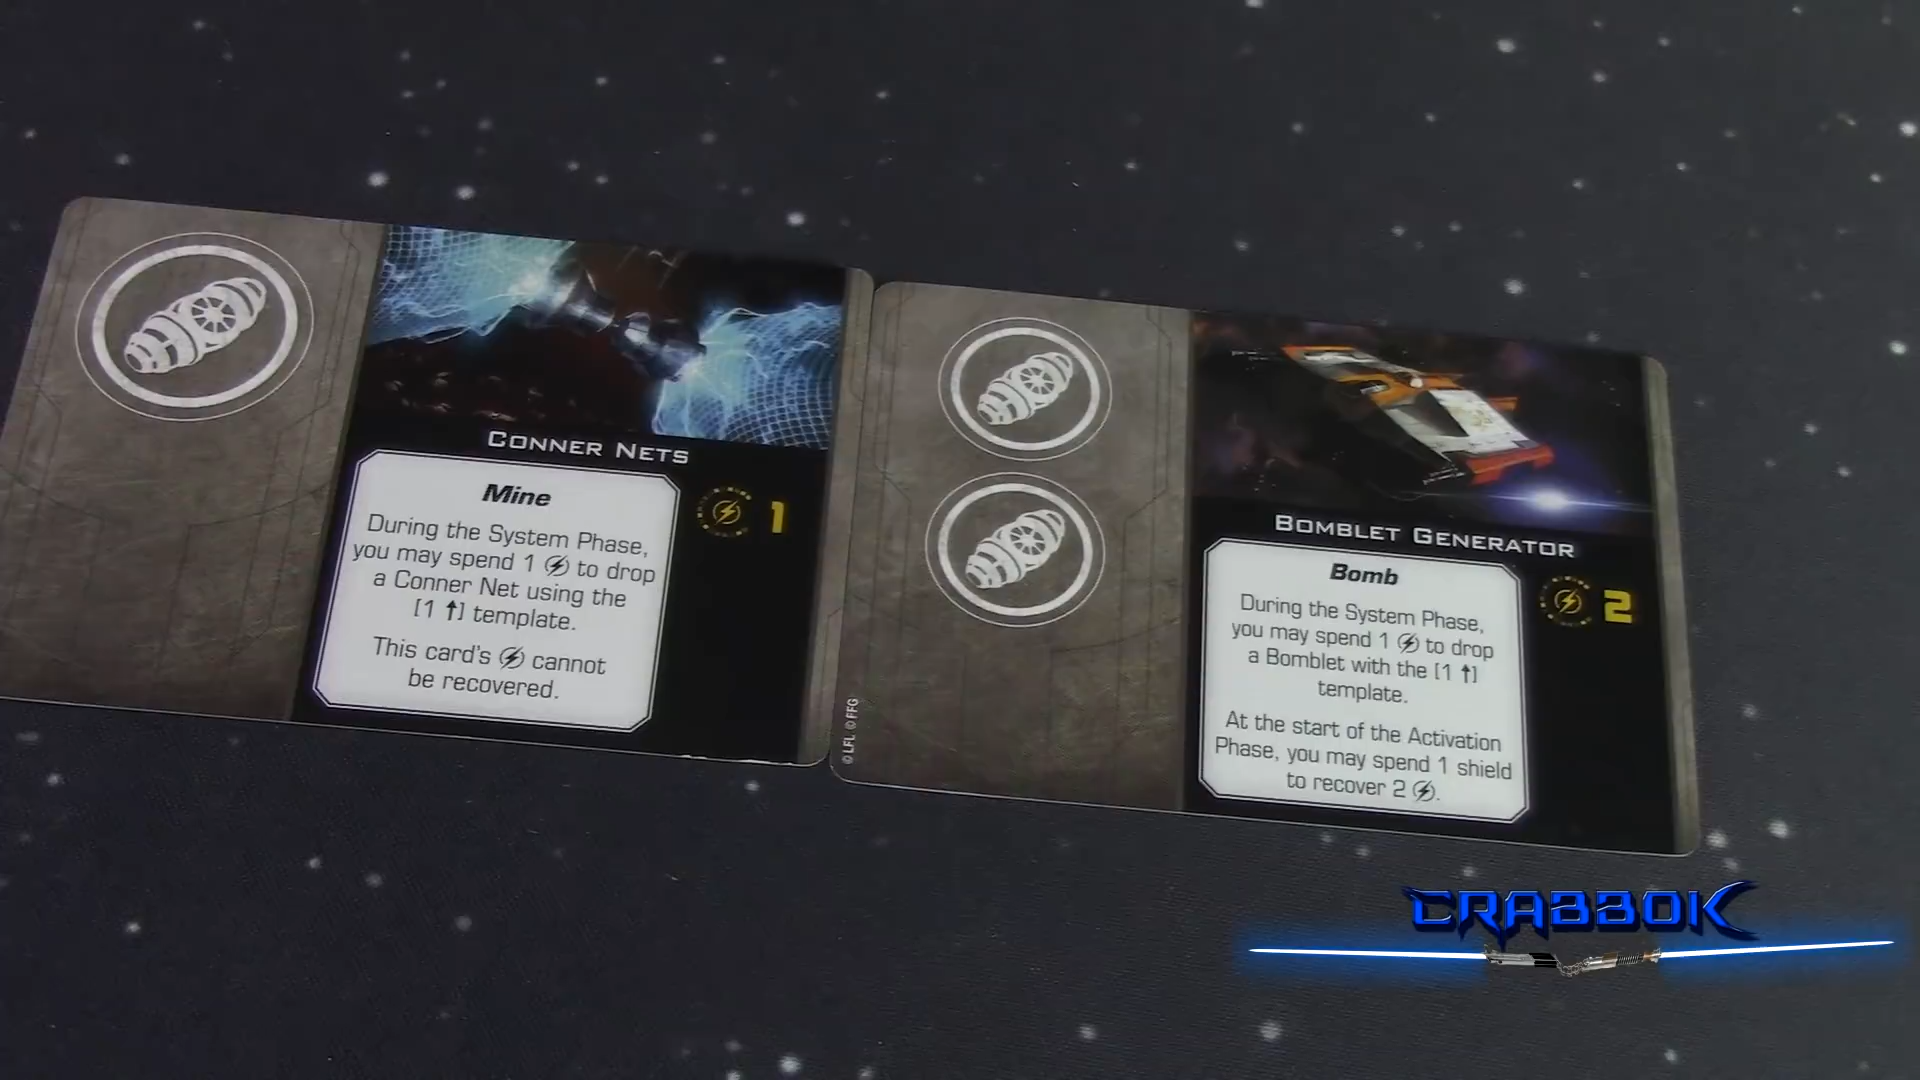 CONNER NETS
Mine
During the System Phase,
you may spend 1 to drop
a Conner Net using the
[1 ↑] template.
This card's cannot
be recovered.
1
© LFL © FFG
BOMBLET GENERATOR
Bomb
During the System Phase,
you may spend 1 to drop
a Bomblet with the [1 ↑]
template.
At the start of the Activation
Phase, you may spend 1 shield
to recover 2 .
2
CRABBOK